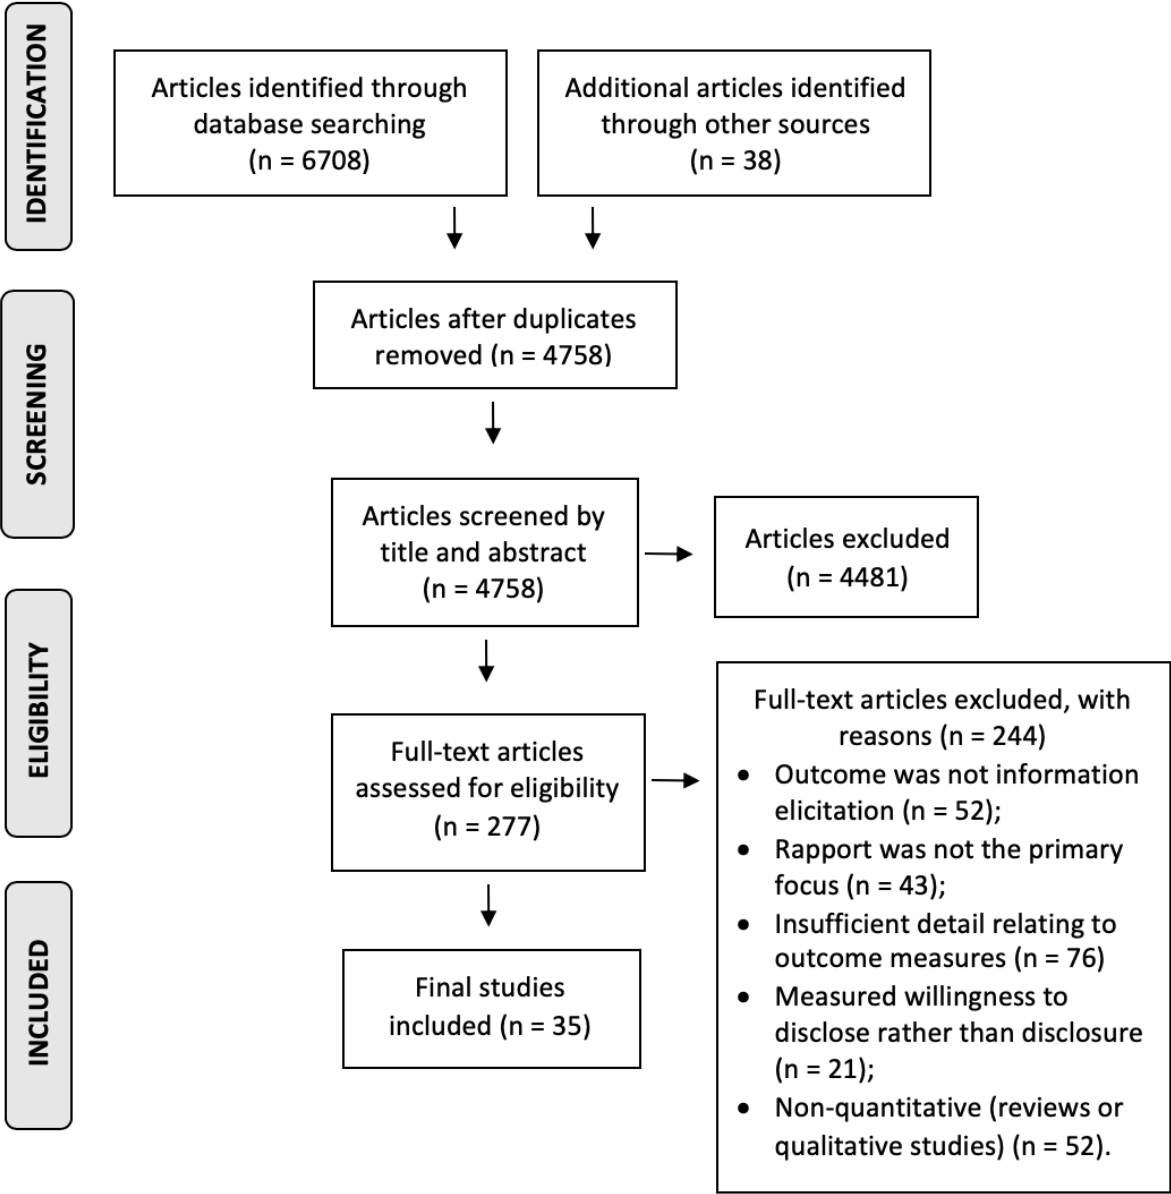 IDENTIFICATION
Articles identified through
database searching
(n = 6708)
Additional articles identified
through other sources
(n = 38)
SCREENING
Articles after duplicates
removed (n = 4758)
Articles screened by
title and abstract
(n = 4758)
Articles excluded
(n = 4481)
ELIGIBILITY
Full-text articles
assessed for eligibility
(n = 277)
Full-text articles excluded, with
reasons (n = 244)
• Outcome was not information
elicitation (n = 52);
• Rapport was not the primary
focus (n = 43);
• Insufficient detail relating to
outcome measures (n = 76)
• Measured willingness to
disclose rather than disclosure
(n = 21);
• Non-quantitative (reviews or
qualitative studies) (n = 52).
INCLUDED
Final studies
included (n = 35)